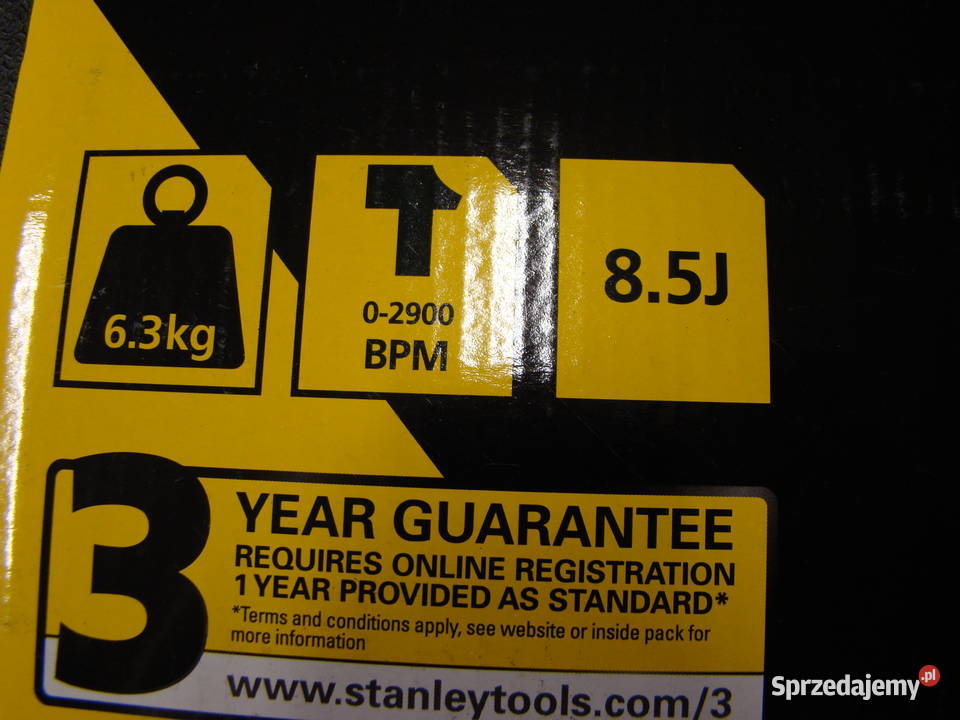 6.3kg
0-2900
BPM
8.5J
3
YEAR GUARANTEE
REQUIRES ONLINE REGISTRATION
1 YEAR PROVIDED AS STANDARD*
*Terms and conditions apply, see website or inside pack for
more information
www.stanleytools.com/3
Sprzedajemy.pl